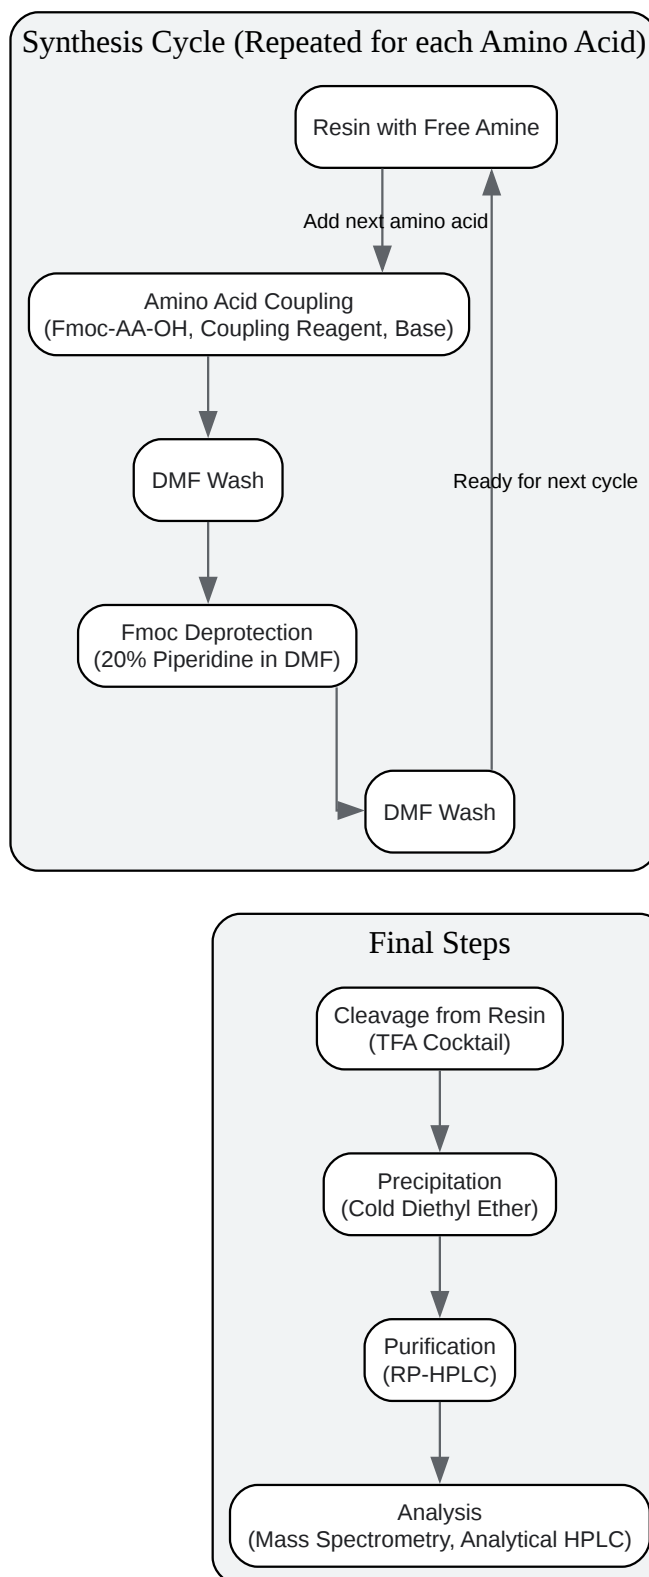 Synthesis Cycle (Repeated for each Amino Acid)
Resin with Free Amine
Add next amino acid
Amino Acid Coupling
(Fmoc-AA-OH, Coupling Reagent, Base)
DMF Wash
Ready for next cycle
Fmoc Deprotection
(20% Piperidine in DMF)
DMF Wash
Final Steps
Cleavage from Resin
(TFA Cocktail)
Precipitation
(Cold Diethyl Ether)
Purification
(RP-HPLC)
Analysis
(Mass Spectrometry, Analytical HPLC)